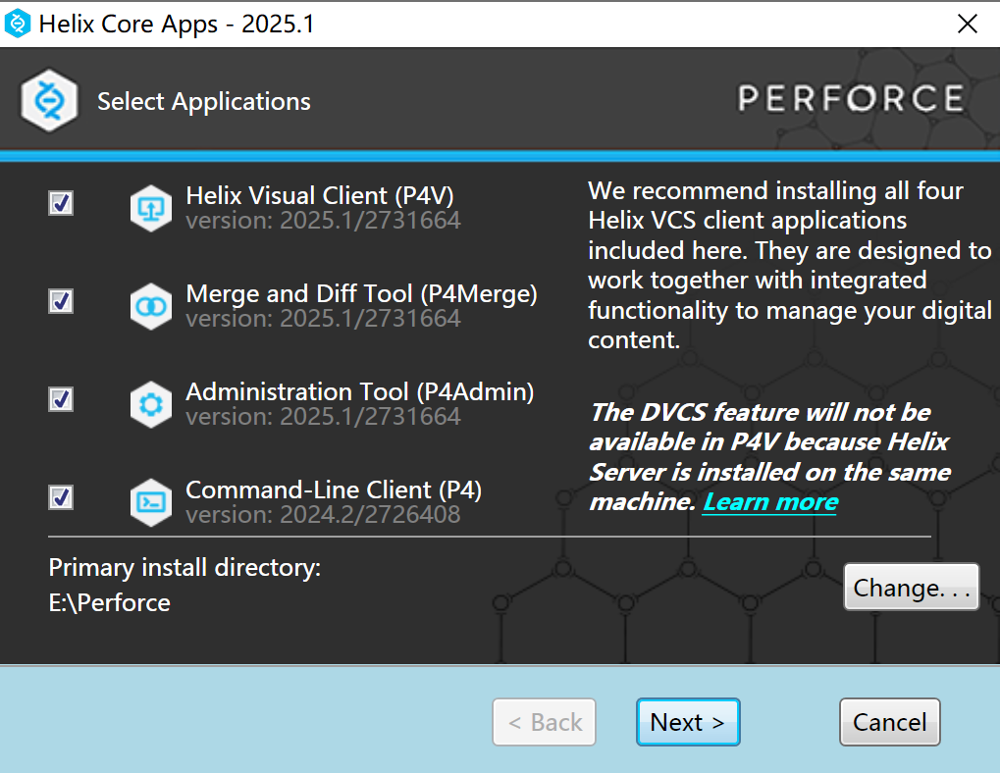 Helix Core Apps - 2025.1
Select Applications
PERFORCE
Helix Visual Client (P4V)
version: 2025.1/2731664
Merge and Diff Tool (P4Merge)
version: 2025.1/2731664
Administration Tool (P4Admin)
version: 2025.1/2731664
Command-Line Client (P4)
version: 2024.2/2726408
We recommend installing all four
Helix VCS client applications
included here. They are designed to
work together with integrated
functionality to manage your digital
content.
The DVCS feature will not be
available in P4V because Helix
Server is installed on the same
machine. Learn more
Primary install directory:
E:\Perforce
Change. . .
< Back
Next >
Cancel